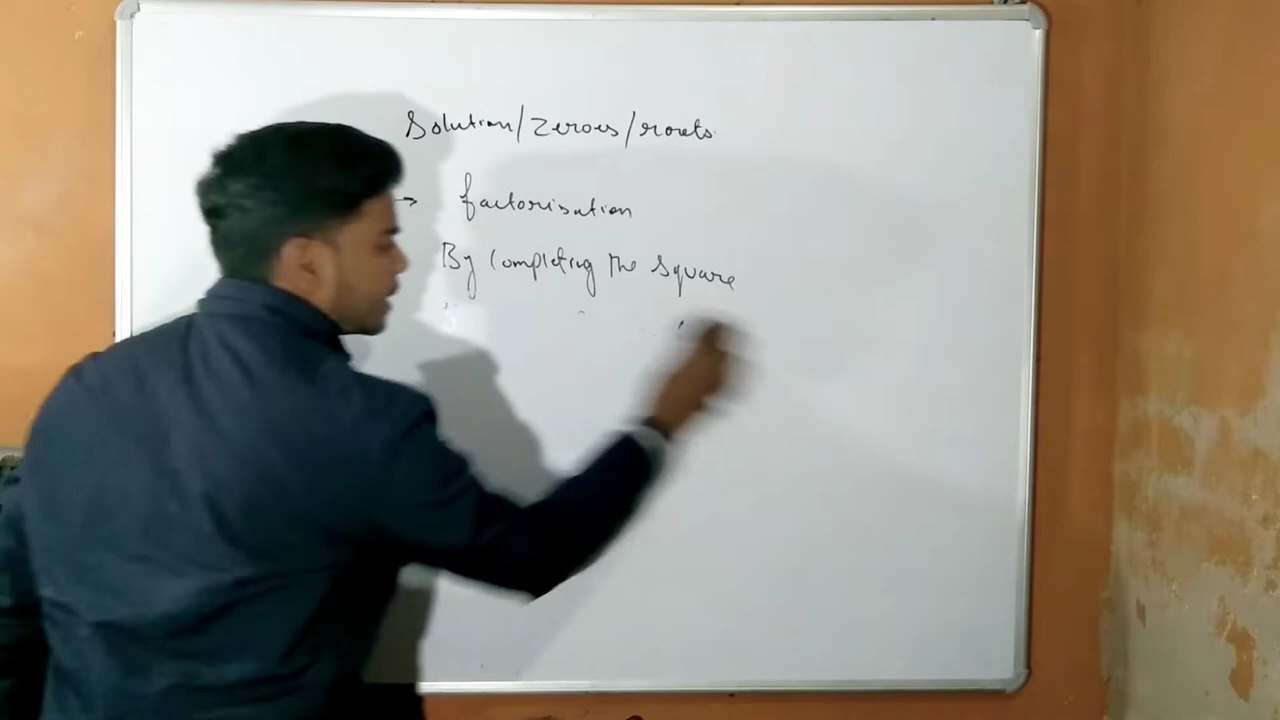 Solution/Zeroes/roots
→ factorisation
By Completing the Square